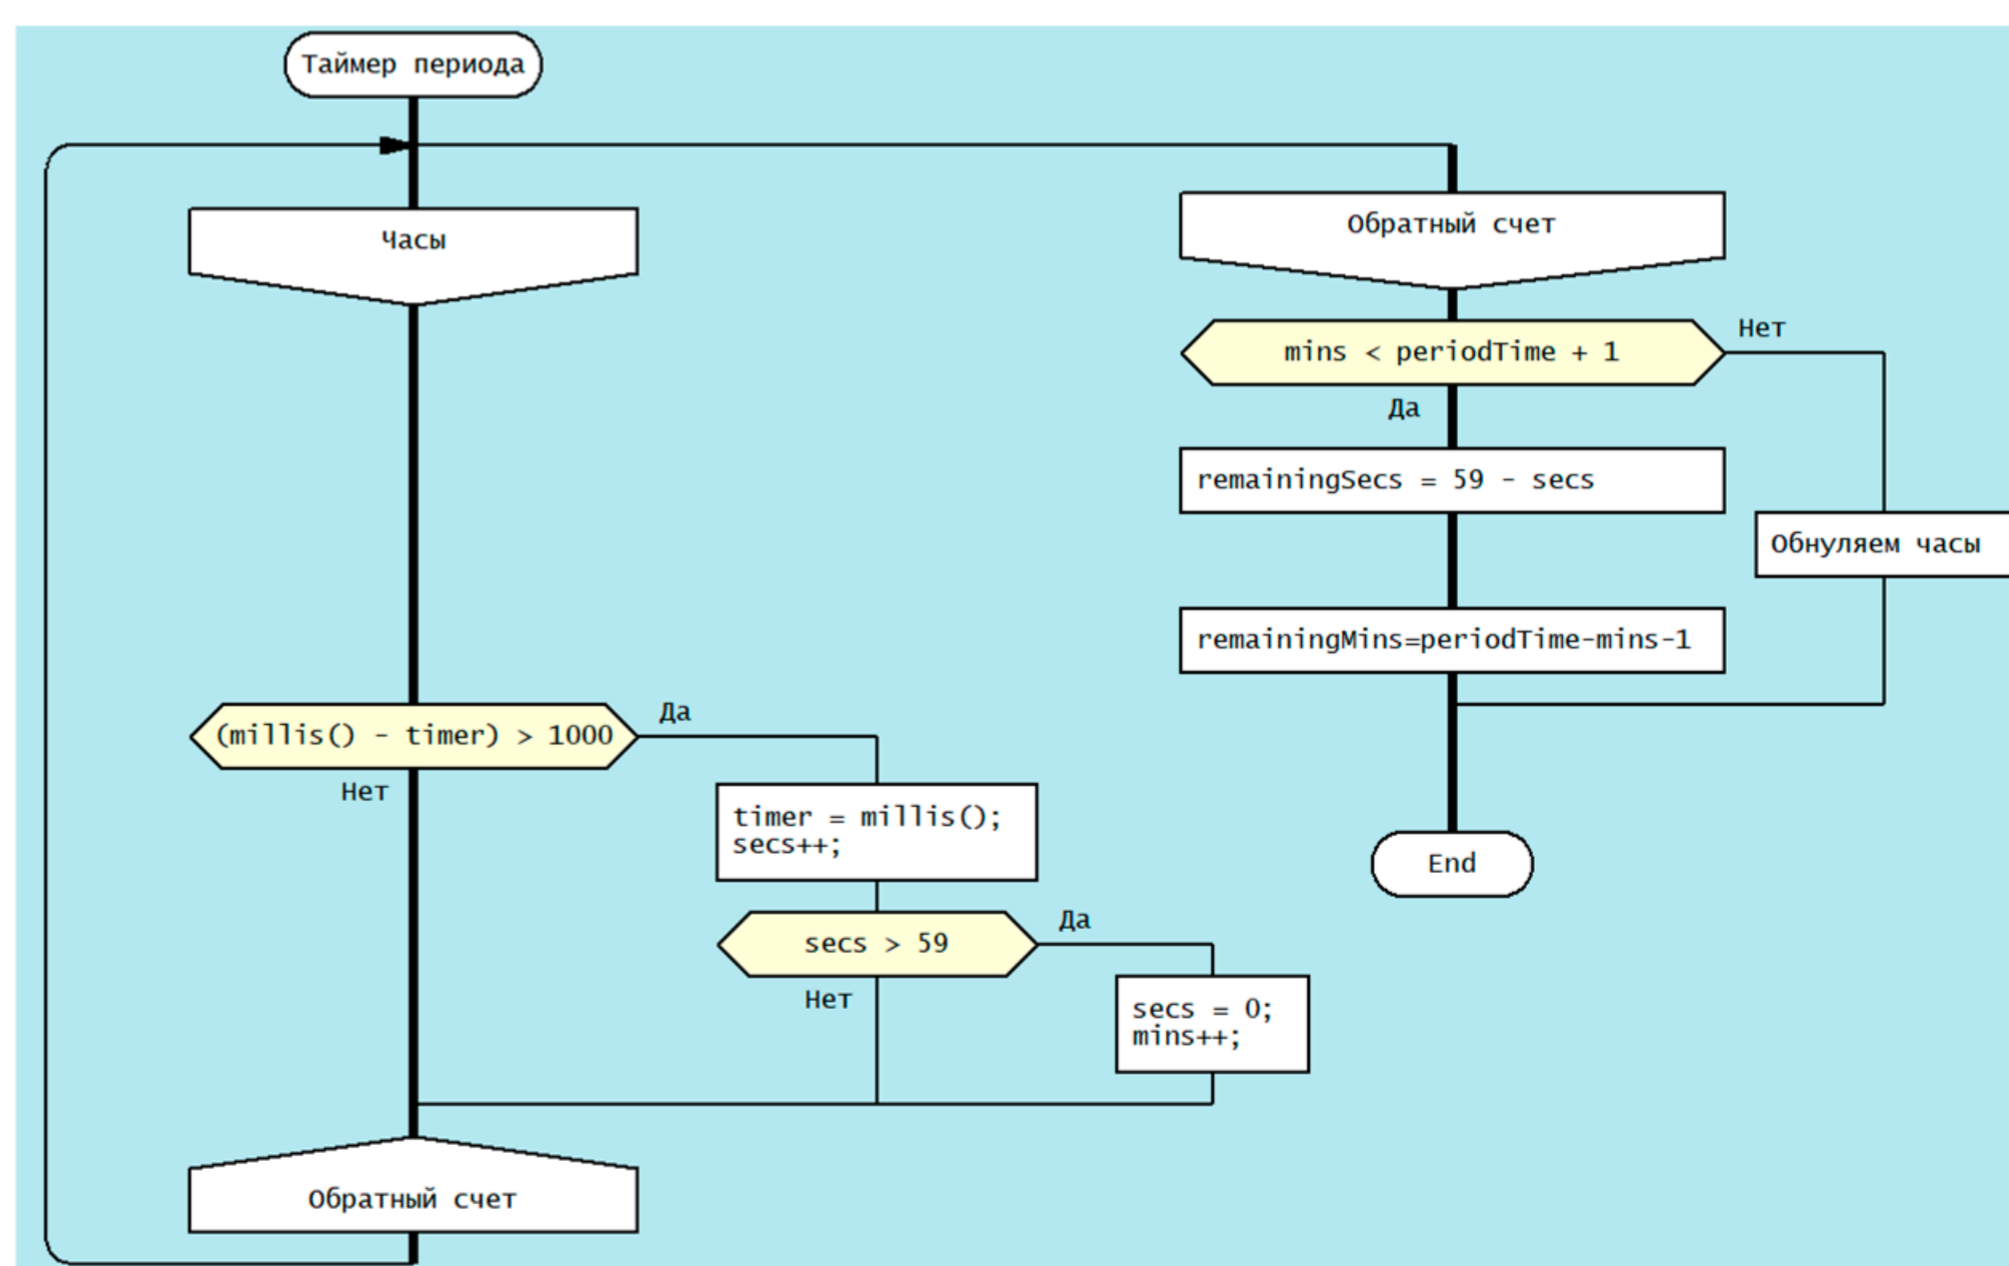 Таймер периода
Часы
(millis() - timer) > 1000
Да
Нет
timer = millis();
secs++;
secs > 59
Да
Нет
secs = 0;
mins++;
Обратный счет
Обратный счет
mins < periodTime + 1
Нет
Да
remainingSecs = 59 - secs
Обнуляем часы
remainingMins=periodTime-mins-1
End